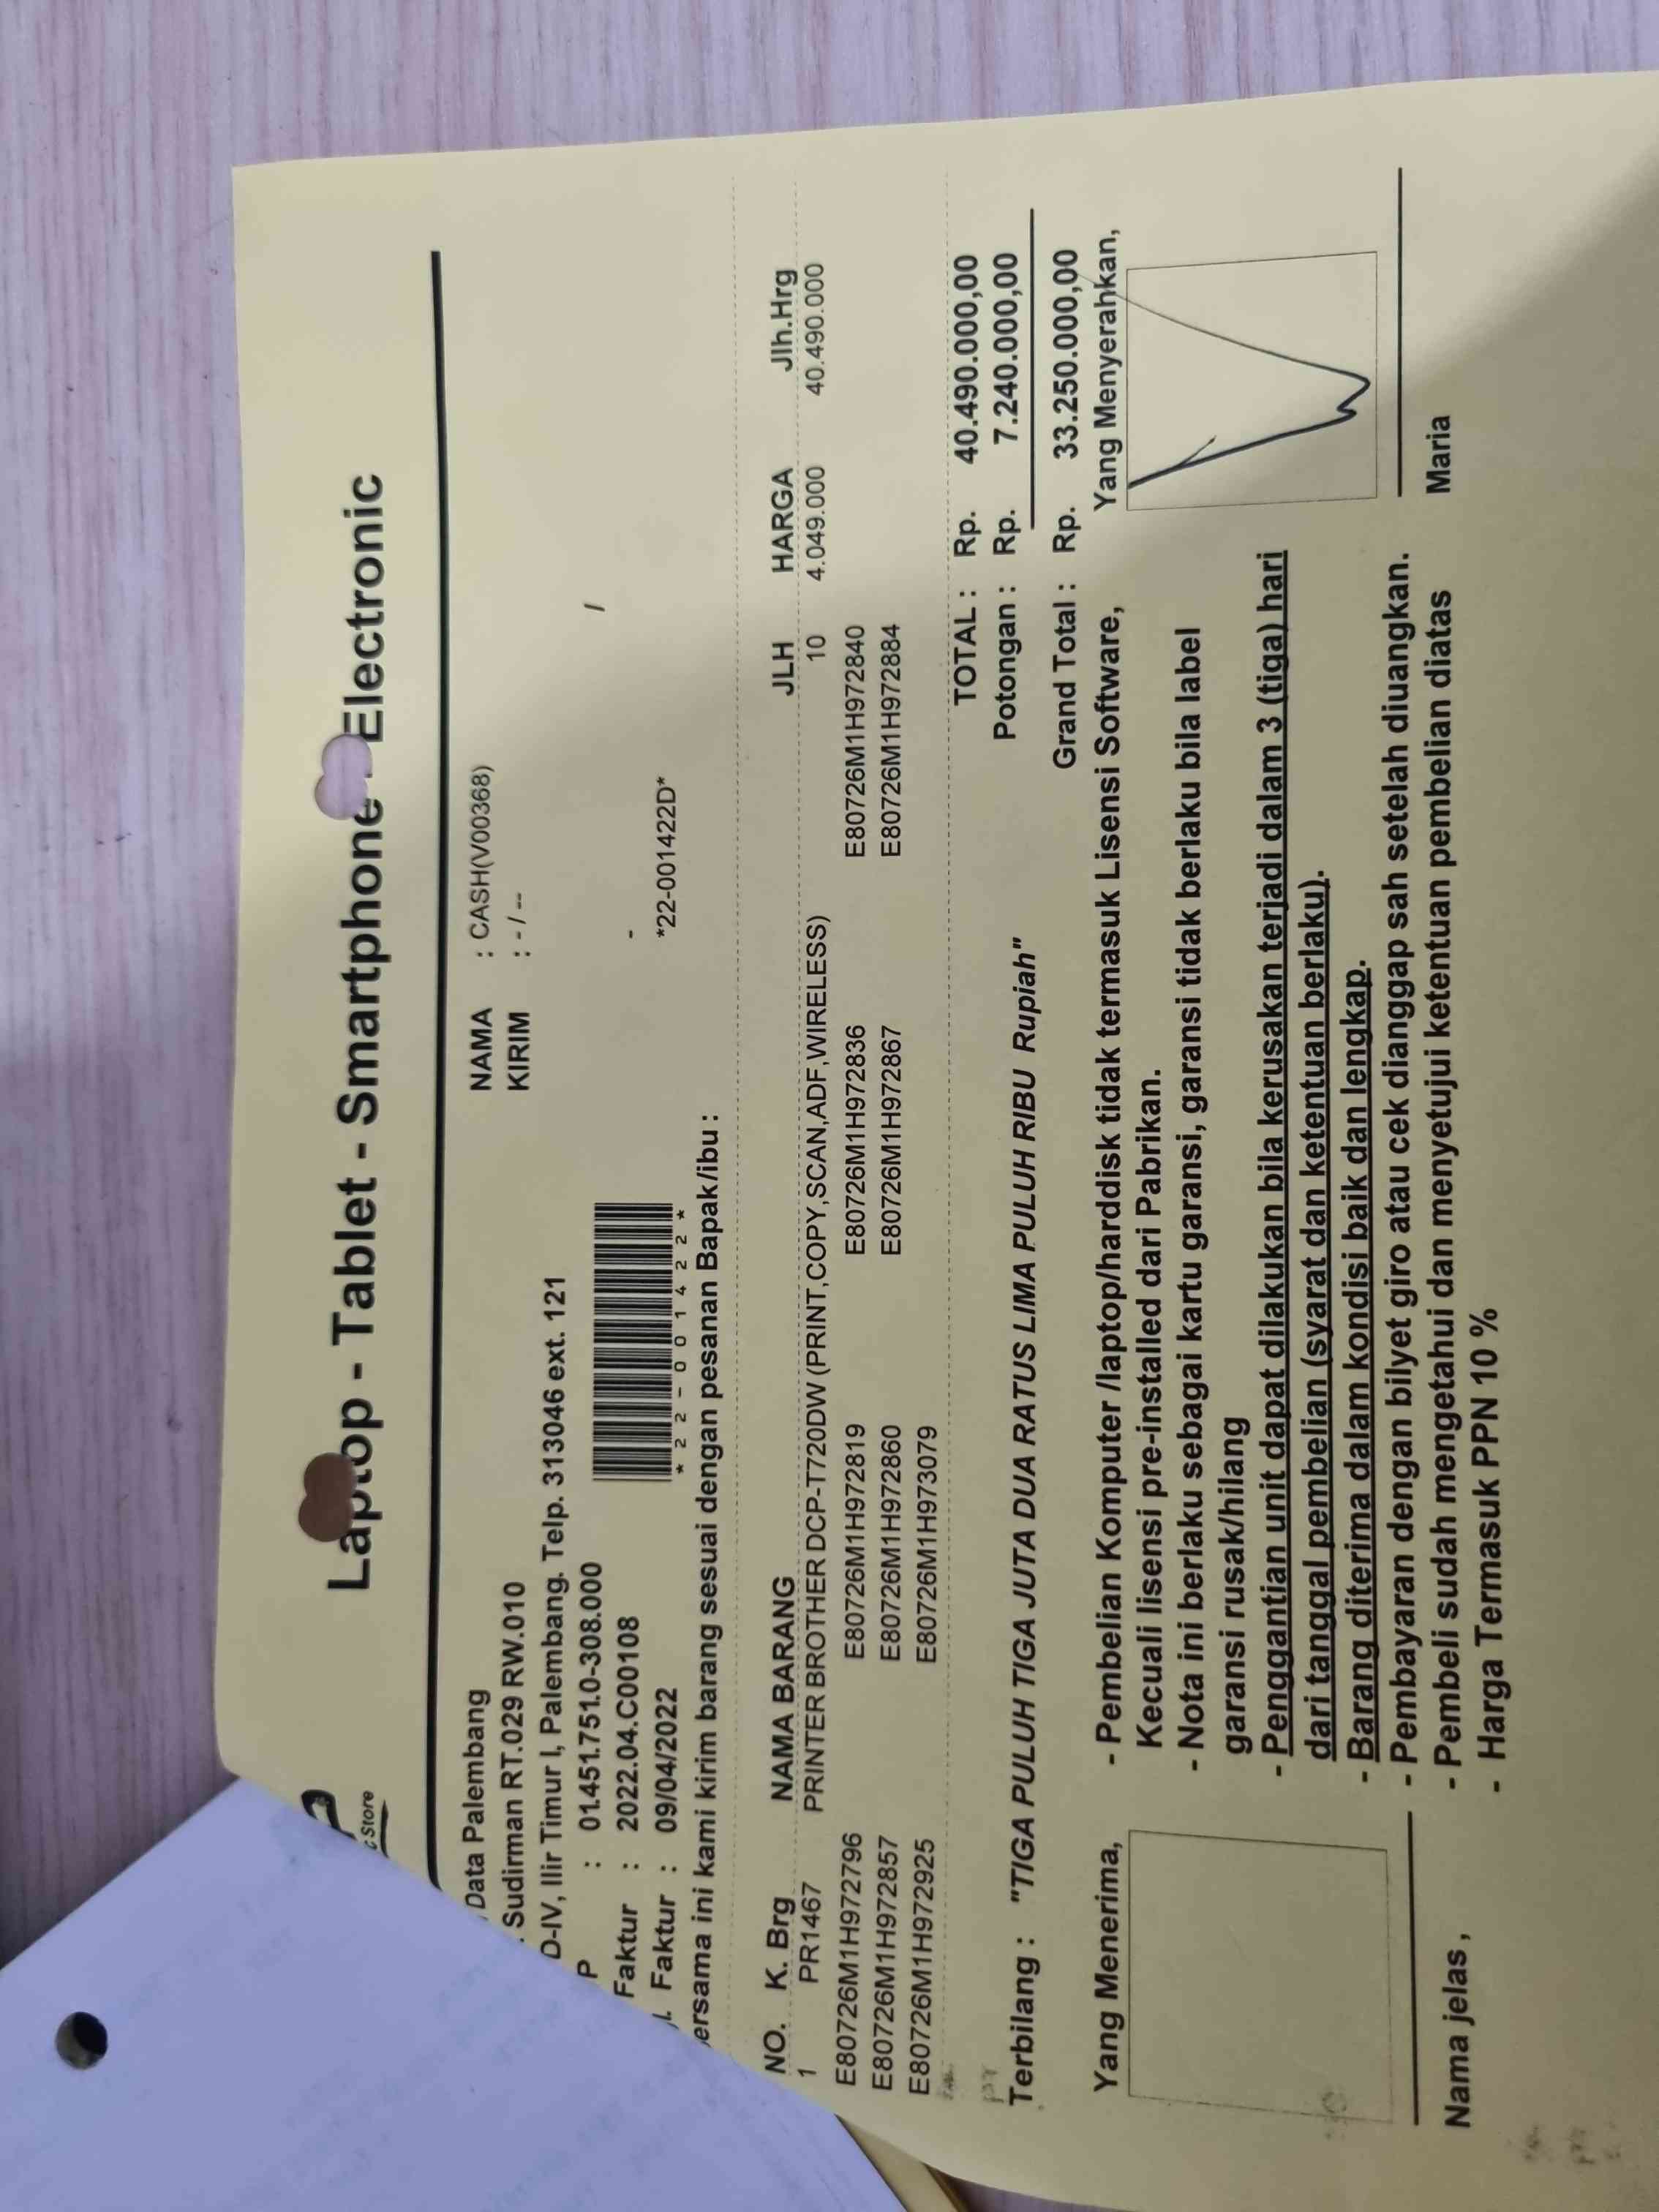 Laptop - Tablet - Smartphone - Electronic
Store
Data Palembang
Sudirman RT.029 RW.010
D-IV, Ilir Timur I, Palembang. Telp. 313046 ext. 121
NAMA : CASH(V00368)
KIRIM : - / --
P : 01.451.751.0-308.000
/
Faktur : 2022.04.C00108
-
Faktur : 09/04/2022
*22-001422*
*22-001422D*
ersama ini kami kirim barang sesuai dengan pesanan Bapak/ibu :
NO. K. Brg NAMA BARANG JLH HARGA Jlh.Hrg
1 PR1467 PRINTER BROTHER DCP-T720DW (PRINT,COPY,SCAN,ADF,WIRELESS) 10 4.049.000 40.490.000
E80726M1H972796 E80726M1H972819 E80726M1H972836 E80726M1H972840
E80726M1H972857 E80726M1H972860 E80726M1H972867 E80726M1H972884
E80726M1H972925 E80726M1H973079
TOTAL : Rp. 40.490.000,00
Potongan : Rp. 7.240.000,00
Terbilang : "TIGA PULUH TIGA JUTA DUA RATUS LIMA PULUH RIBU Rupiah"
Grand Total : Rp. 33.250.000,00
Yang Menerima,
- Pembelian Komputer /laptop/harddisk tidak termasuk Lisensi Software,
Kecuali lisensi pre-installed dari Pabrikan.
- Nota ini berlaku sebagai kartu garansi, garansi tidak berlaku bila label
garansi rusak/hilang
- Penggantian unit dapat dilakukan bila kerusakan terjadi dalam 3 (tiga) hari
dari tanggal pembelian (syarat dan ketentuan berlaku).
- Barang diterima dalam kondisi baik dan lengkap.
- Pembayaran dengan bilyet giro atau cek dianggap sah setelah diuangkan.
- Pembeli sudah mengetahui dan menyetujui ketentuan pembelian diatas
- Harga Termasuk PPN 10 %
Yang Menyerahkan,
Nama jelas ,
Maria